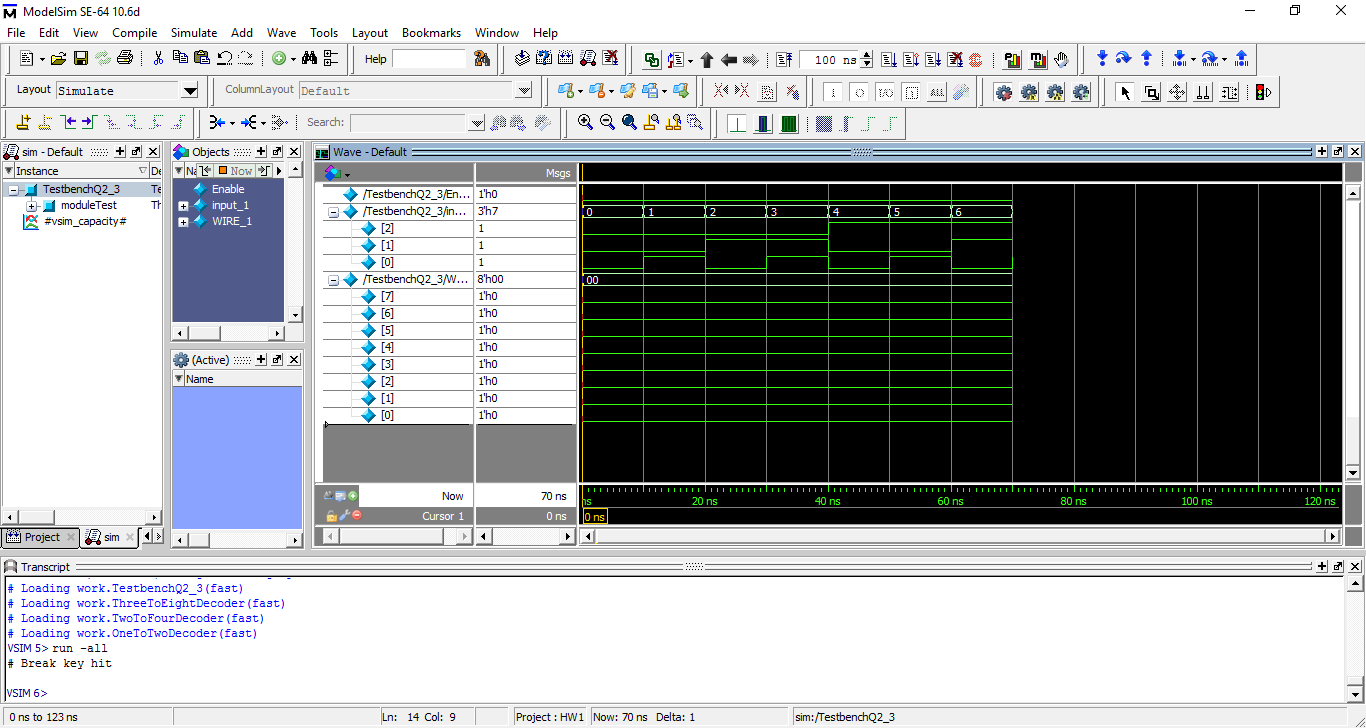 ModelSim SE-64 10.6d
File Edit View Compile Simulate Add Wave Tools Layout Bookmarks Window Help
Help
100 ns
Layout Simulate
ColumnLayout Default
ALL
Search:
sim - Default
Instance
De
TestbenchQ2_3
Te
moduleTest
Th
#vsim_capacity#
Project
sim
Objects
Now
Enable
input_1
WIRE_1
(Active)
Name
Wave - Default
Msgs
/TestbenchQ2_3/En... 1'h0
/TestbenchQ2_3/in... 3'h7 0 1 2 3 4 5 6
[2] 1
[1] 1
[0] 1
/TestbenchQ2_3/W... 8'h00 00
[7] 1'h0
[6] 1'h0
[5] 1'h0
[4] 1'h0
[3] 1'h0
[2] 1'h0
[1] 1'h0
[0] 1'h0
Now 70 ns
ns 20 ns 40 ns 60 ns 80 ns 100 ns 120 ns
Cursor 1 0 ns
0 ns
Transcript
# Loading work.TestbenchQ2_3(fast)
# Loading work.ThreeToEightDecoder(fast)
# Loading work.TwoToFourDecoder(fast)
# Loading work.OneToTwoDecoder(fast)
VSIM 5> run -all
# Break key hit
VSIM 6>
0 ns to 123 ns
Ln: 14 Col: 9
Project : HW1
Now: 70 ns Delta: 1
sim:/TestbenchQ2_3